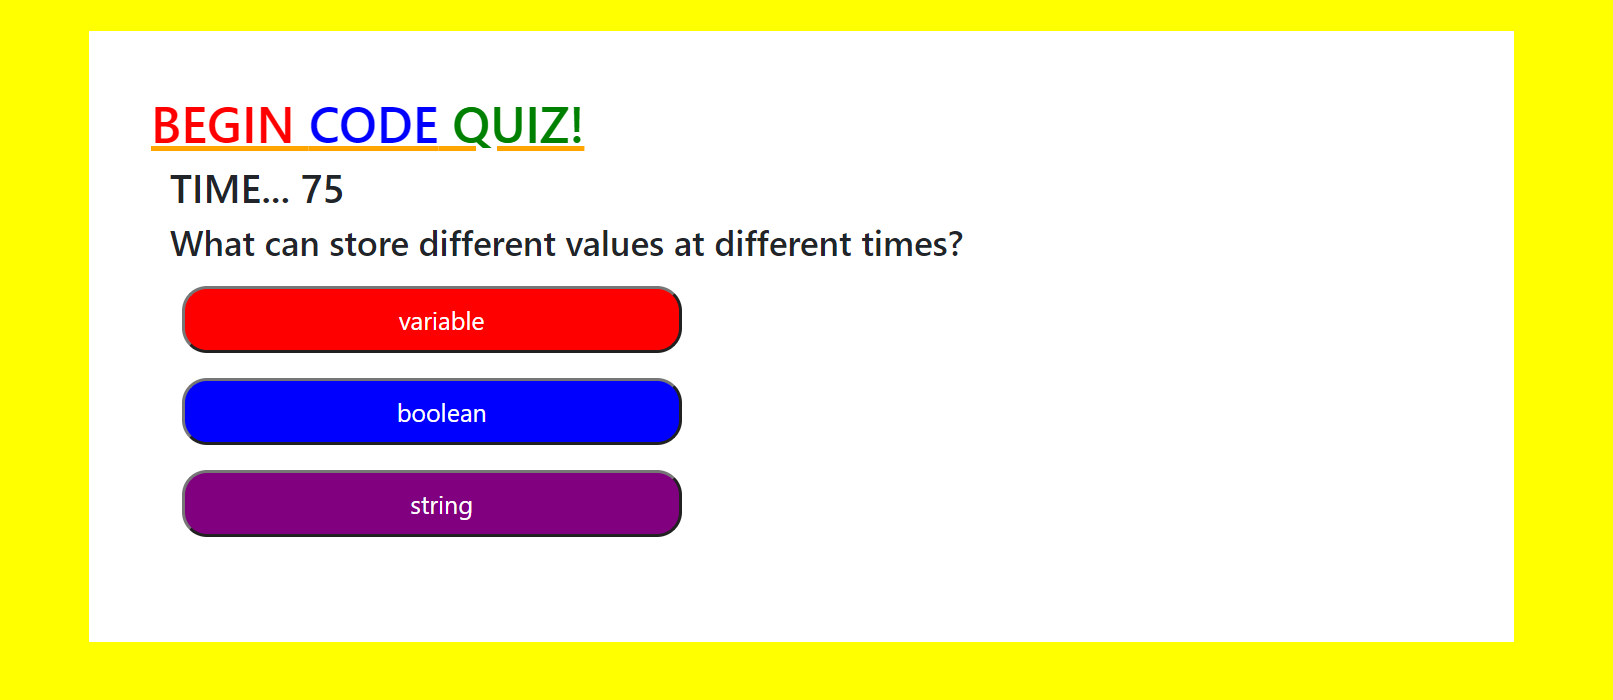 BEGIN CODE QUIZ!
TIME... 75
What can store different values at different times?
variable
boolean
string